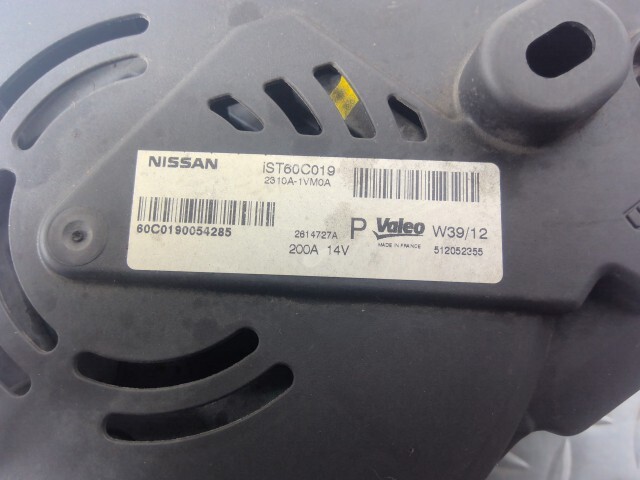 NISSAN iST60C019
2310A-1VM0A
60C0190054285 2614727A P Valeo W39/12
MADE IN FRANCE
200A 14V 512052355